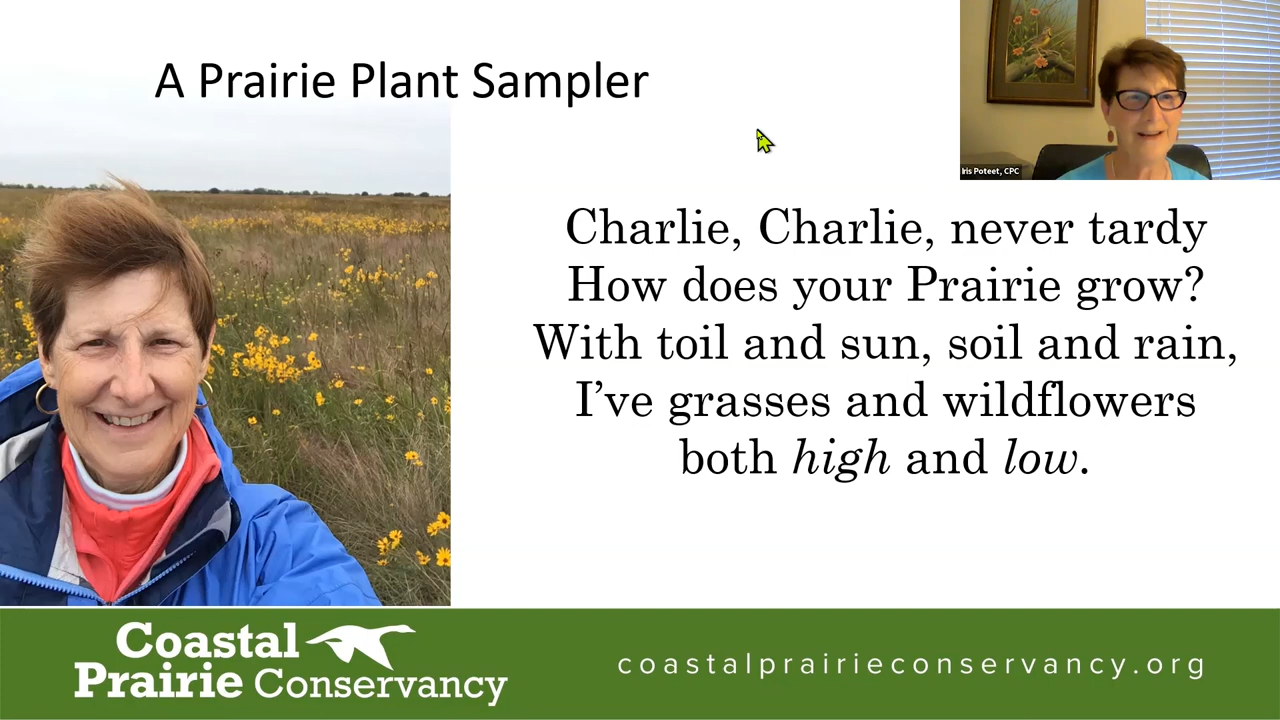 A Prairie Plant Sampler
Iris Poteet, CPC
Charlie, Charlie, never tardy
How does your Prairie grow?
With toil and sun, soil and rain,
I’ve grasses and wildflowers
both high and low.
Coastal
Prairie Conservancy
coastalprairieconservancy.org